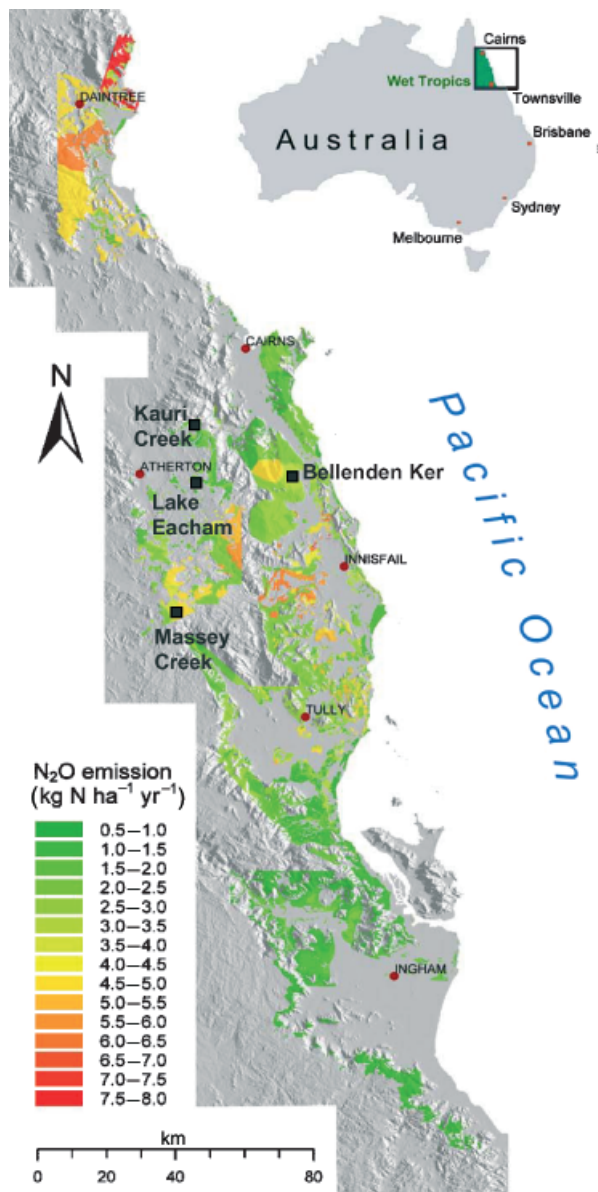 Cairns
Wet Tropics
Townsville
Australia
Brisbane
Sydney
Melbourne
DAINTREE
CAIRNS
N
Kauri
Creek
ATHERTON
Bellenden Ker
Lake
Eacham
INNISFAIL
Massey
Creek
TULLY
Pacific Ocean
N₂O emission
(kg N ha⁻¹ yr⁻¹)
0.5–1.0
1.0–1.5
1.5–2.0
2.0–2.5
2.5–3.0
3.0–3.5
3.5–4.0
4.0–4.5
4.5–5.0
5.0–5.5
5.5–6.0
6.0–6.5
6.5–7.0
7.0–7.5
7.5–8.0
INGHAM
km
0 20 40 80